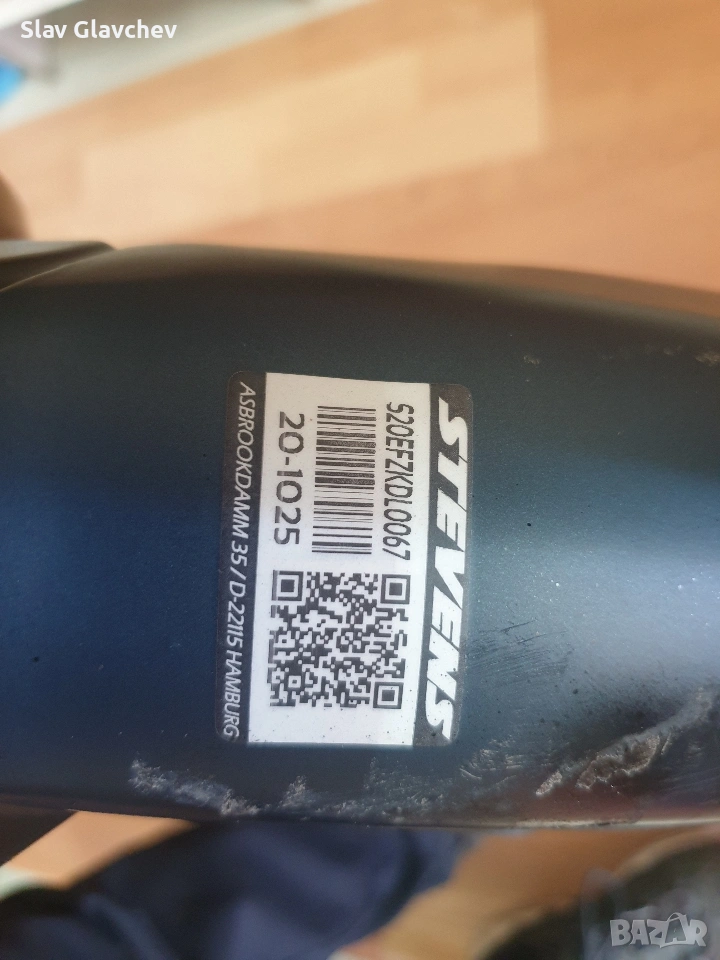 Slav Glavchev
STEVENS
S20EFZKDL0067
20-1025
ASBROOKDAMM 35 / D-22115 HAMBURG
BAZAR